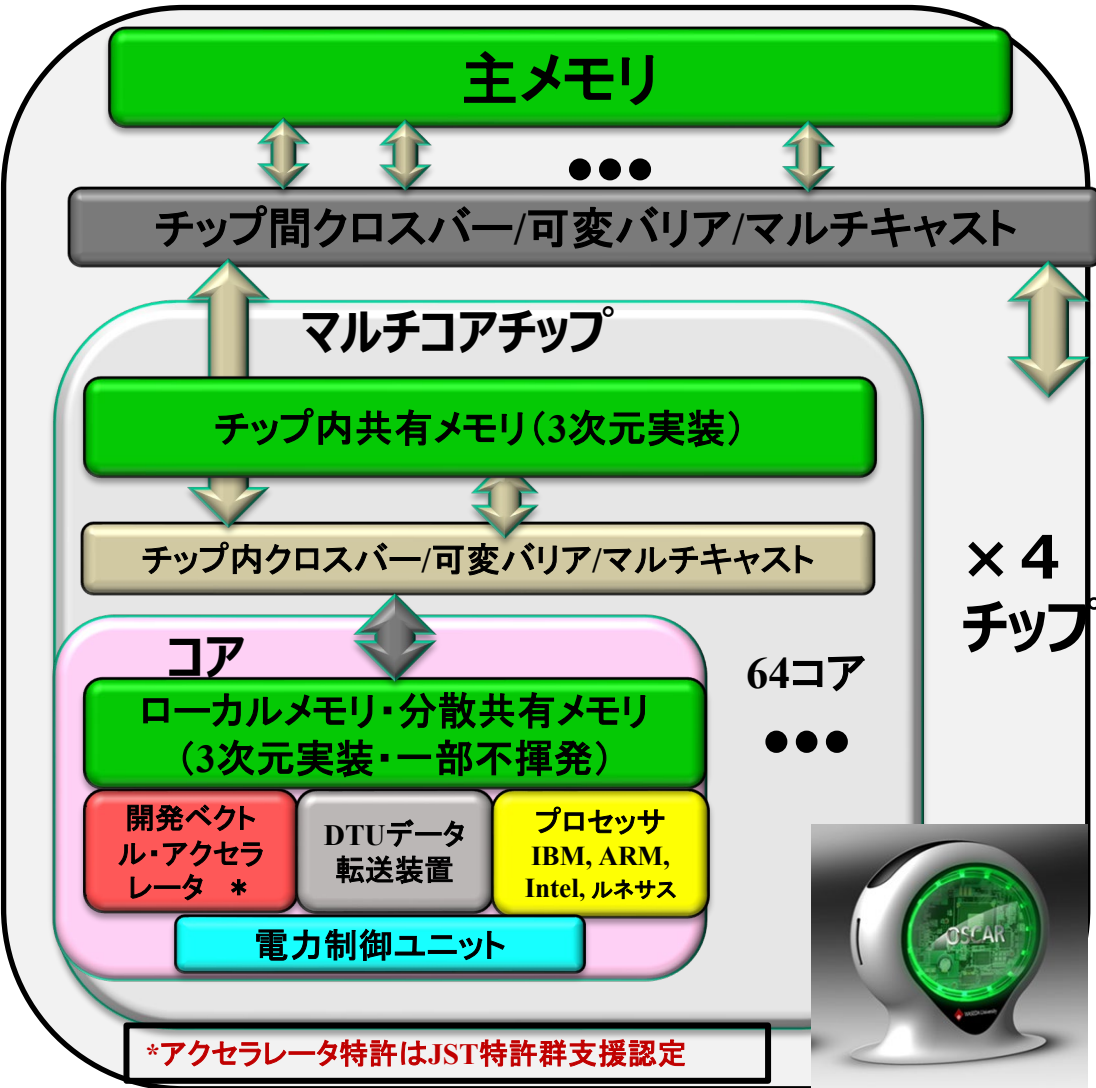 主メモリ
●●●
チップ間クロスバー/可変バリア/マルチキャスト
マルチコアチップ
チップ内共有メモリ（3次元実装）
チップ内クロスバー/可変バリア/マルチキャスト
×４
チップ
コア
64コア
●●●
ローカルメモリ・分散共有メモリ
（3次元実装・一部不揮発）
開発ベクト
ル・アクセラ
レータ　*
DTUデータ
転送装置
プロセッサ
IBM, ARM,
Intel, ルネサス
電力制御ユニット
OSCAR
WASEDA University
*アクセラレータ特許はJST特許群支援認定